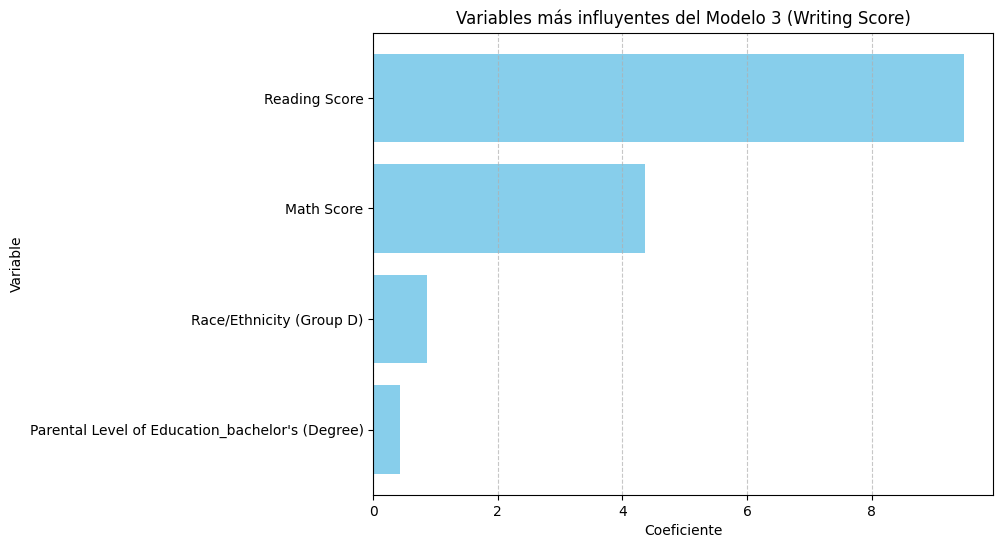 Variables más influyentes del Modelo 3 (Writing Score)
Reading Score
Math Score
Race/Ethnicity (Group D)
Parental Level of Education_bachelor's (Degree)
Variable
0 2 4 6 8
Coeficiente